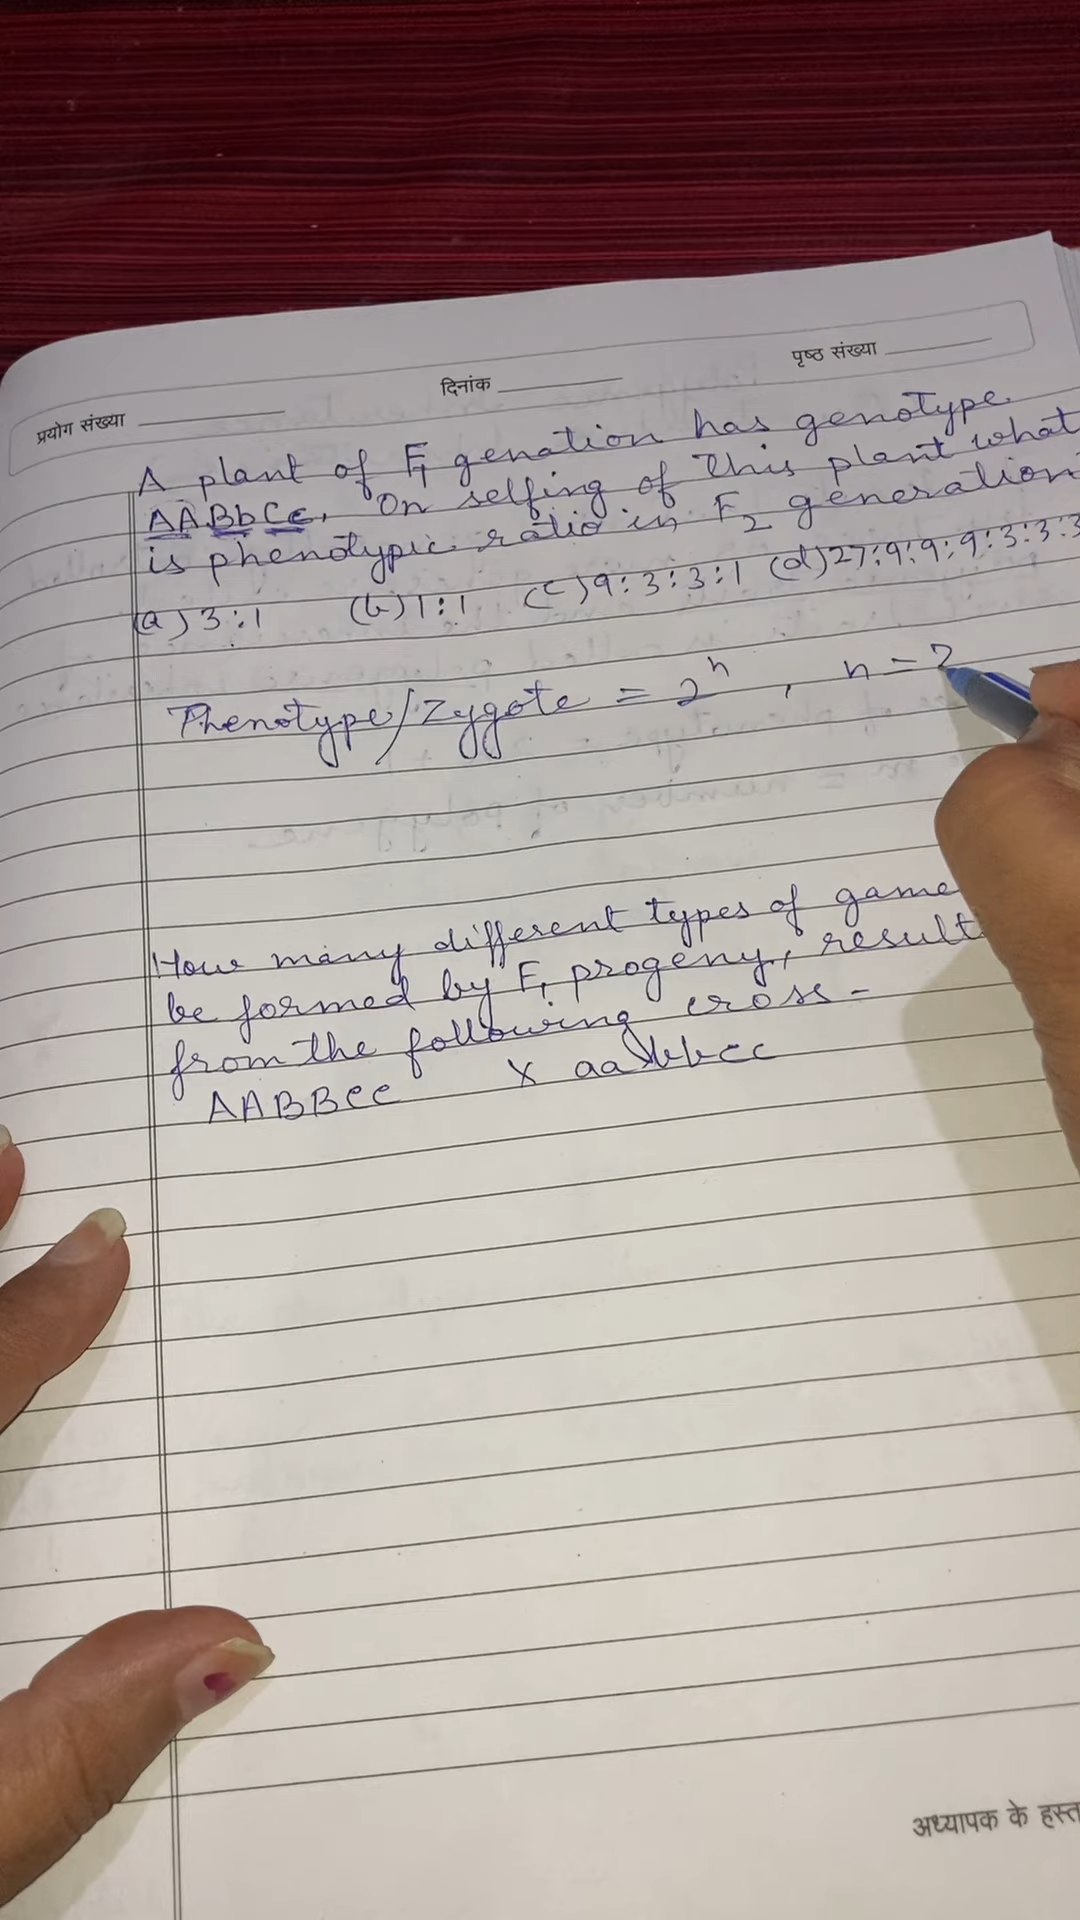 प्रयोग संख्या दिनांक पृष्ठ संख्या
A plant of F1 genation has genotype.
AABbCc. On selfing of This plant what
is phenotypic ratio in F2 generation
(a) 3:1 (b) 1:1 (c) 9:3:3:1 (d) 27:9:9:9:3:3:3
Phenotype/Zygote = 2ⁿ, n = 2
How many different types of game
be formed by F1 progeny, result
from the following cross -
AABBCC X aabbcc
अध्यापक के हस्त